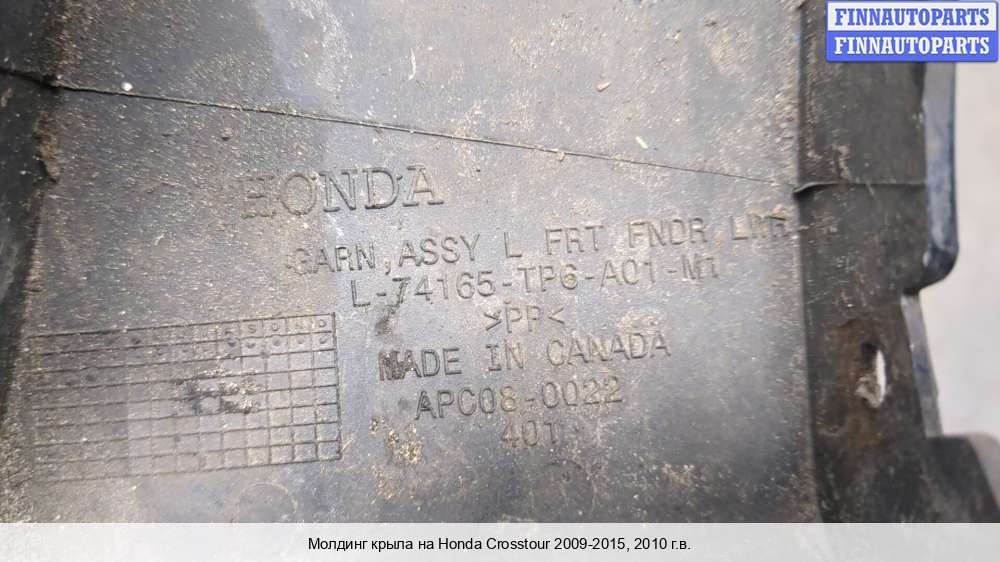 FINNAUTOPARTS
FINNAUTOPARTS
HONDA
GARN, ASSY L FRT FNDR, LWR
L-74165-TP6-A01-M1
>PP<
MADE IN CANADA
APC08-0022
401
Молдинг крыла на Honda Crosstour 2009-2015, 2010 г.в.